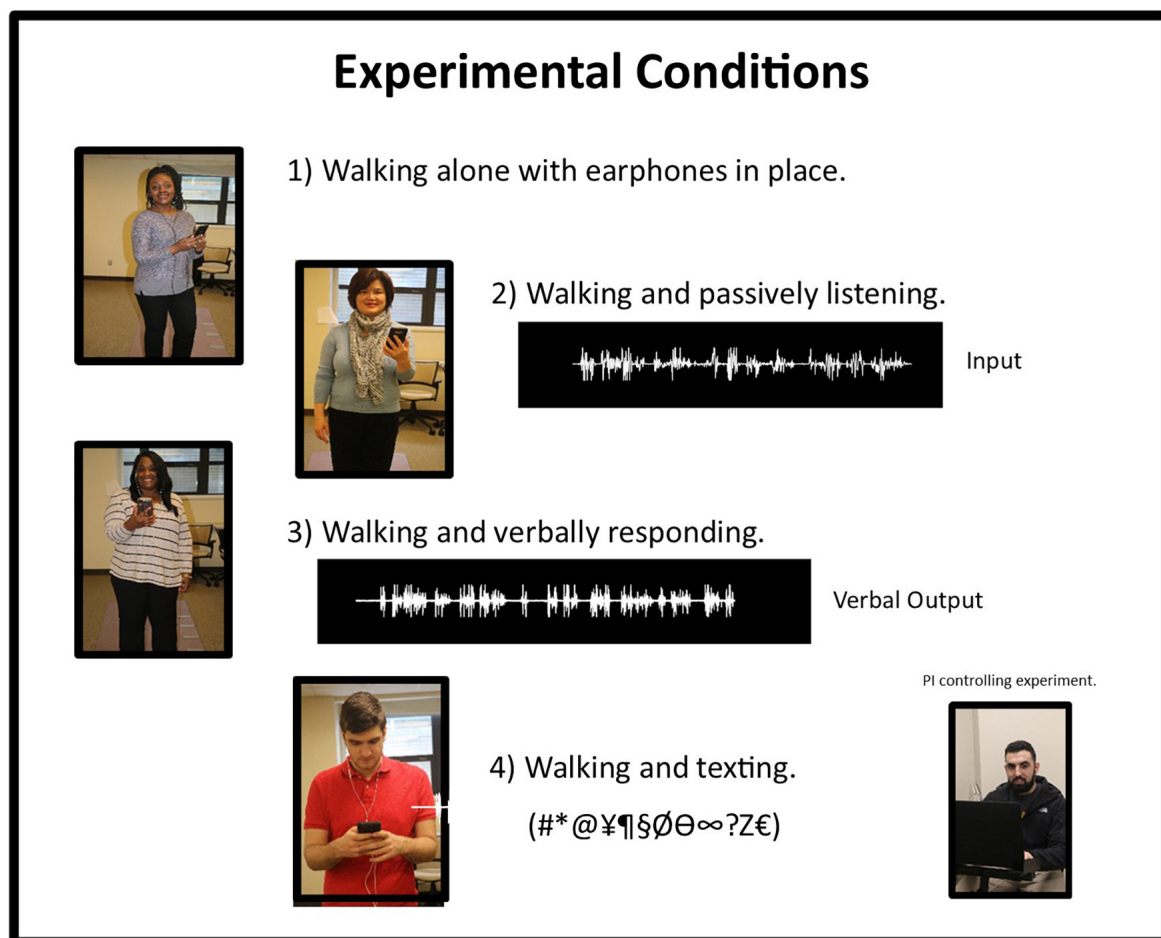 Experimental Conditions
1) Walking alone with earphones in place.
2) Walking and passively listening.
Input
3) Walking and verbally responding.
Verbal Output
PI controlling experiment.
4) Walking and texting.
(#*@¥¶§ØƟ∞?Z€)